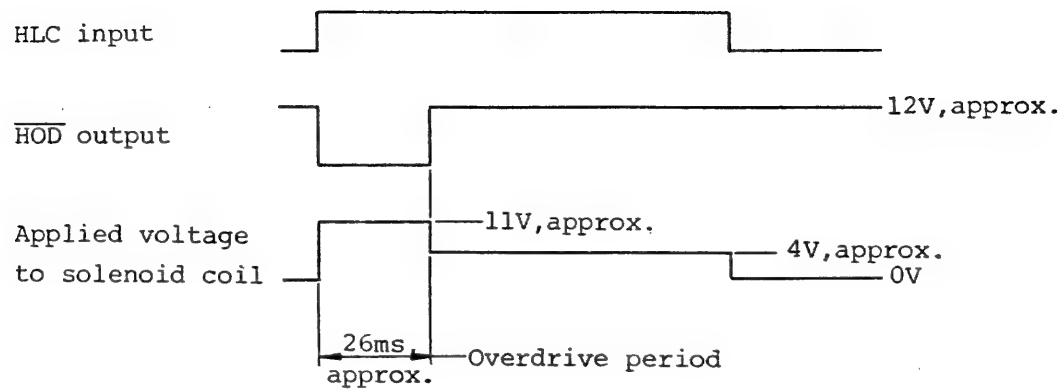 HLC input
HOD output
12V,approx.
11V,approx.
Applied voltage
to solenoid coil
4V,approx.
0V
26ms,
approx.
Overdrive period